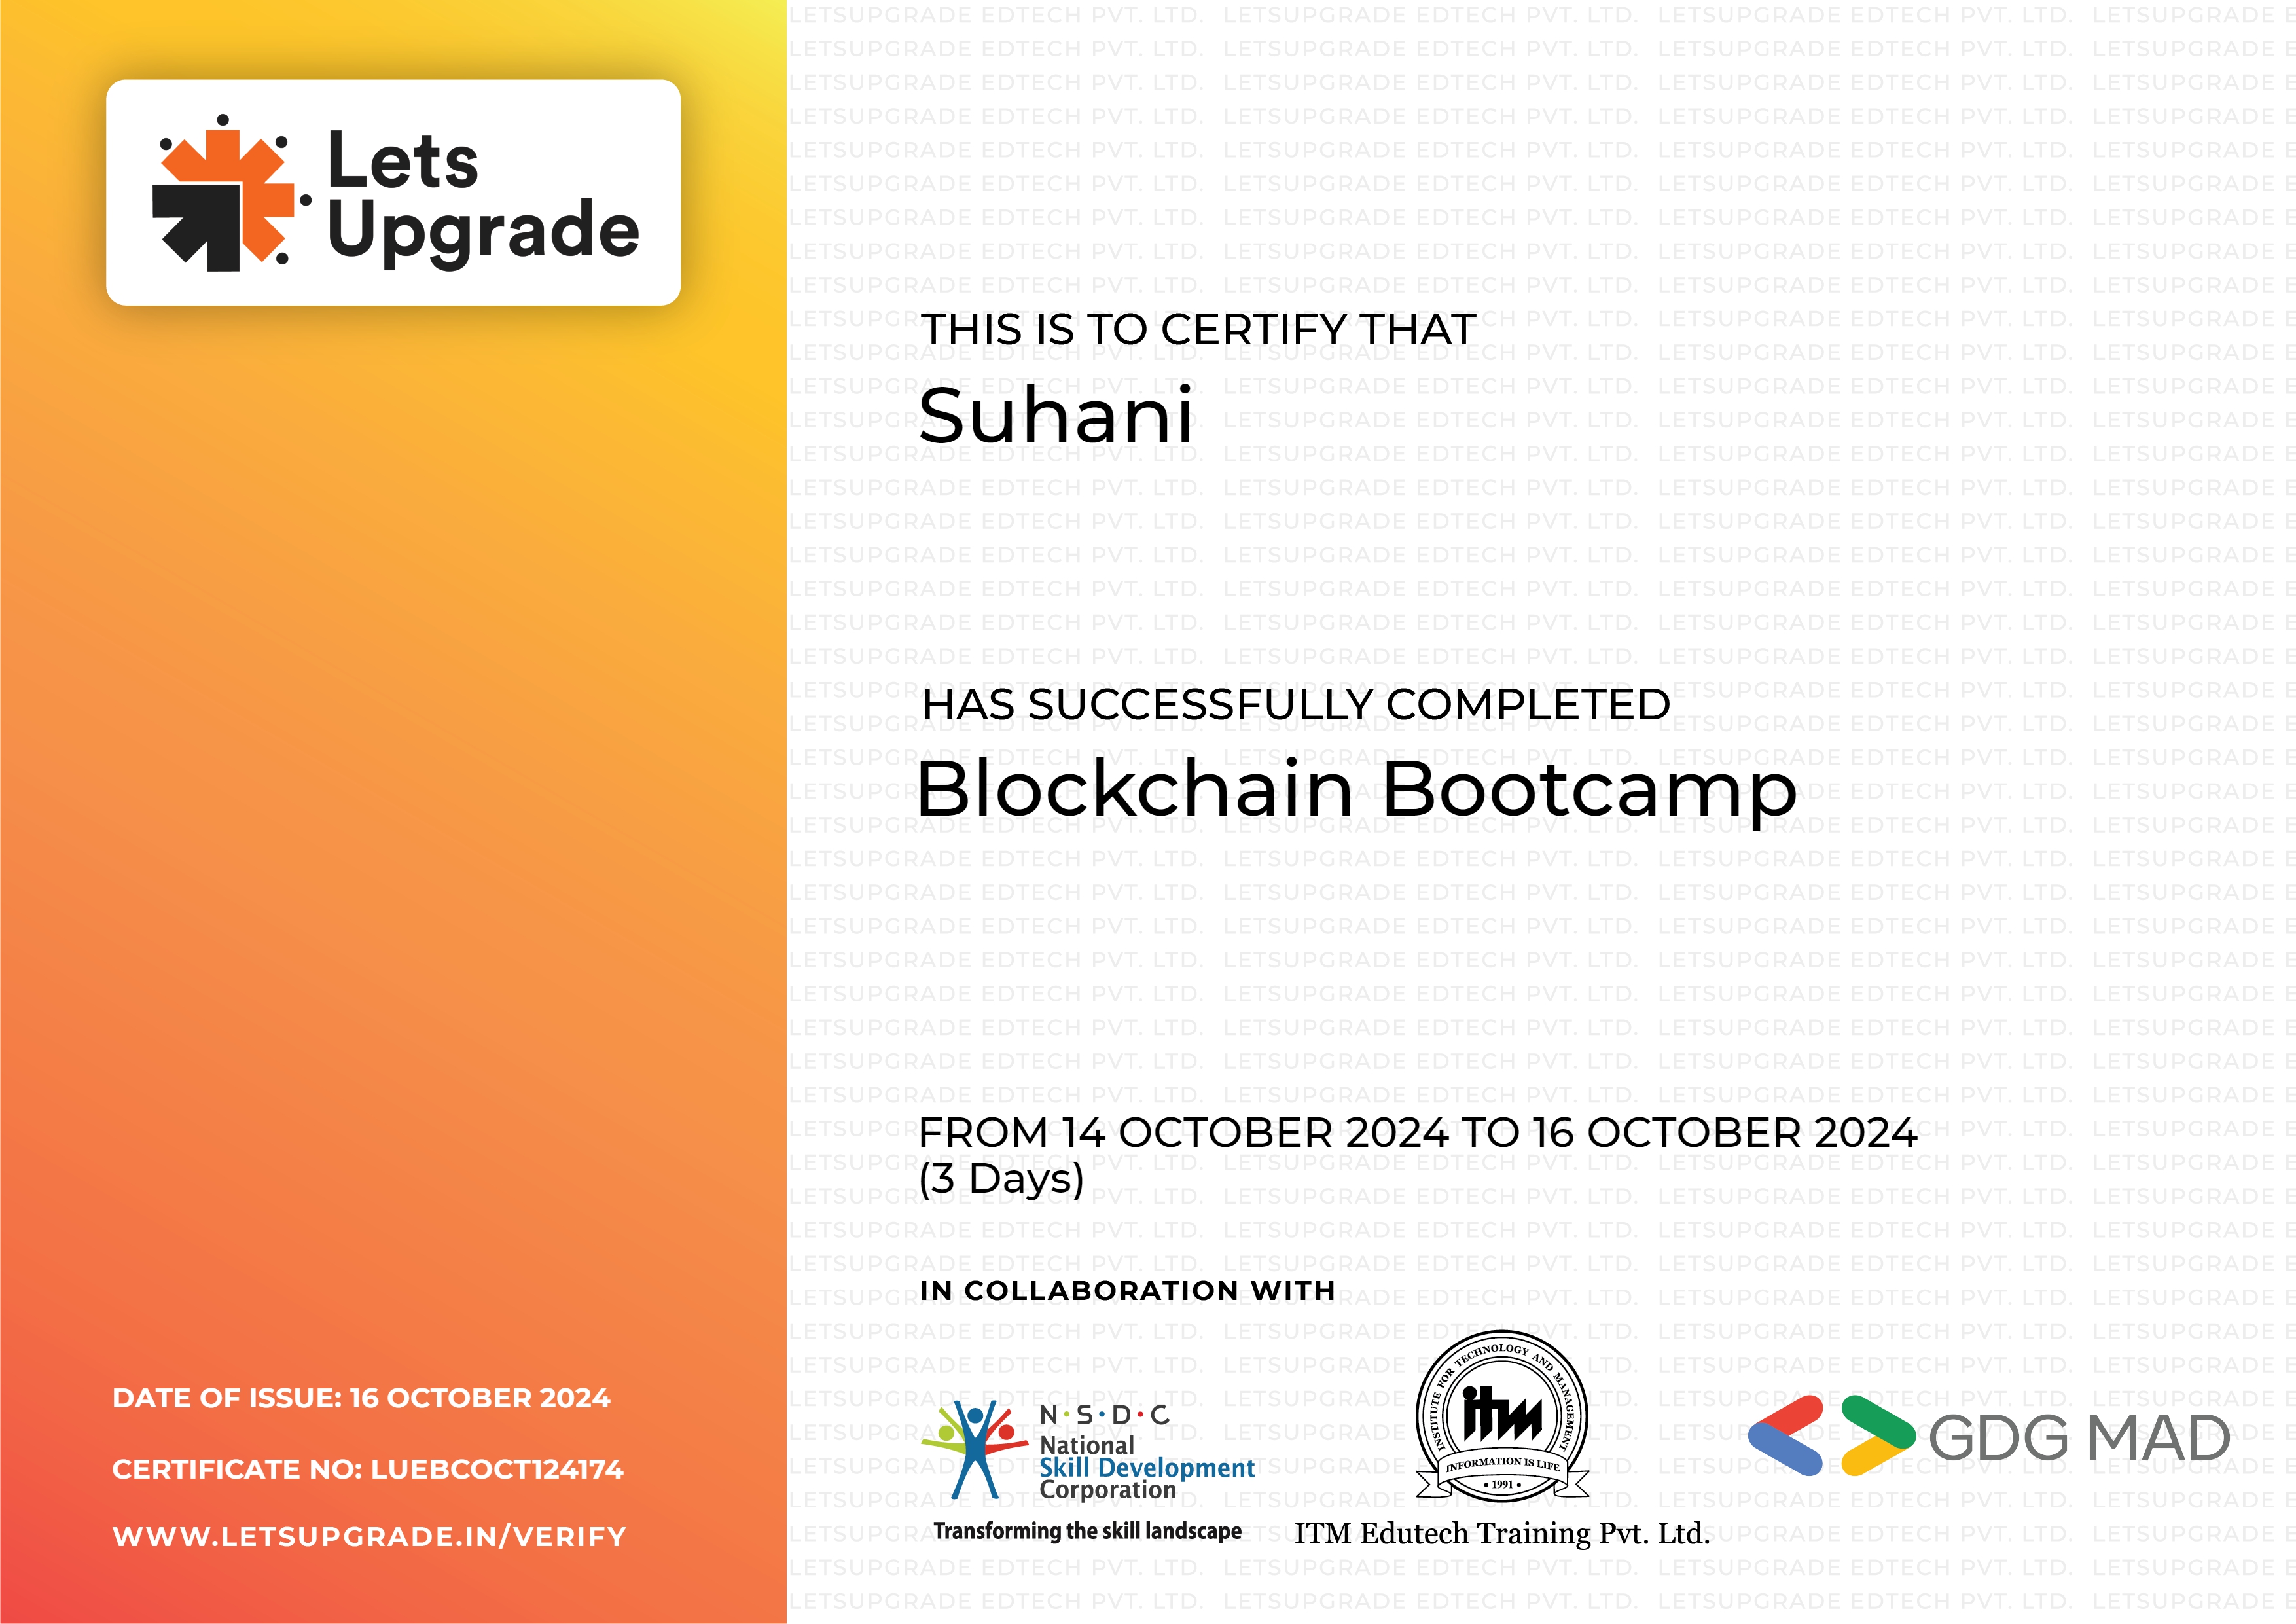 Lets
Upgrade
THIS IS TO CERTIFY THAT
Suhani
HAS SUCCESSFULLY COMPLETED
Blockchain Bootcamp
FROM 14 OCTOBER 2024 TO 16 OCTOBER 2024
(3 Days)
IN COLLABORATION WITH
N·S·D·C
National
Skill Development
Corporation
Transforming the skill landscape
INSTITUTE FOR TECHNOLOGY AND MANAGEMENT
itm
INFORMATION IS LIFE
• 1991 •
ITM Edutech Training Pvt. Ltd.
GDG MAD
DATE OF ISSUE: 16 OCTOBER 2024
CERTIFICATE NO: LUEBCOCT124174
WWW.LETSUPGRADE.IN/VERIFY
LETSUPGRADE EDTECH PVT. LTD.